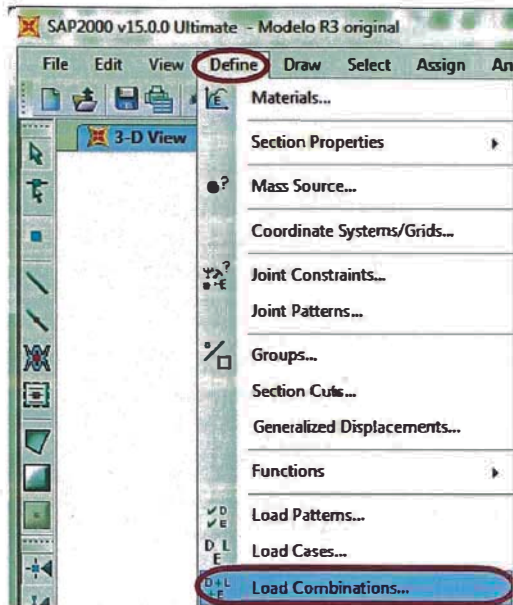 SAP2000 v15.0.0 Ultimate - Modelo R3 original
File Edit View Define Draw Select Assign An
Materials...
3-D View
Section Properties
Mass Source...
Coordinate Systems/Grids...
Joint Constraints...
Joint Patterns...
Groups...
Section Cuts...
Generalized Displacements...
Functions
Load Patterns...
Load Cases...
Load Combinations...